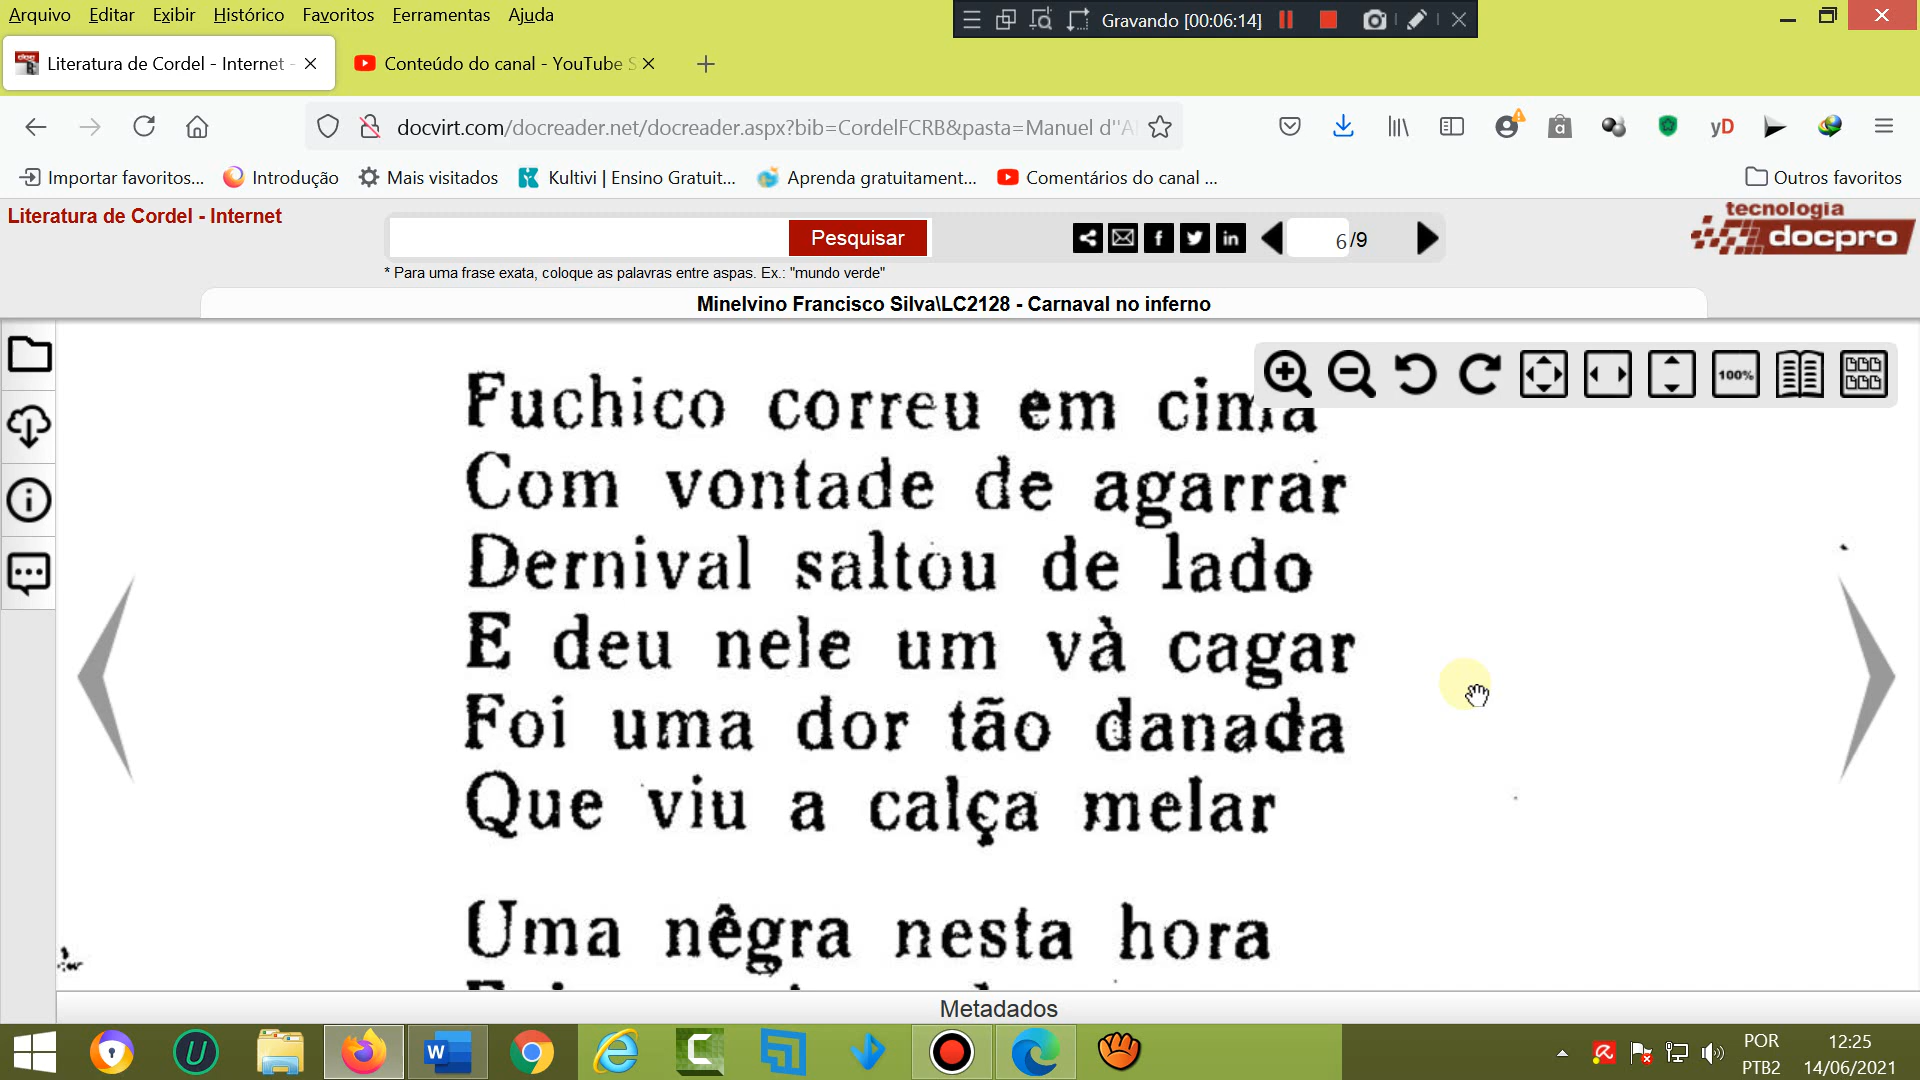 Arquivo Editar Exibir Histórico Favoritos Ferramentas Ajuda
Gravando [00:06:14]
Literatura de Cordel - Internet -
Conteúdo do canal - YouTube S
docvirt.com/docreader.net/docreader.aspx?bib=CordelFCRB&pasta=Manuel d''A
Importar favoritos... Introdução Mais visitados Kultivi | Ensino Gratuit... Aprenda gratuitament... Comentários do canal ... Outros favoritos
Literatura de Cordel - Internet
Pesquisar
6/9
tecnologia
docpro
* Para uma frase exata, coloque as palavras entre aspas. Ex.: "mundo verde"
Minelvino Francisco Silva\LC2128 - Carnaval no inferno
100%
Fuchico correu em cima
Com vontade de agarrar
Dernival saltou de lado
E deu nele um và cagar
Foi uma dor tão danada
Que viu a calça melar
Uma nêgra nesta hora
Metadados
POR
PTB2
12:25
14/06/2021